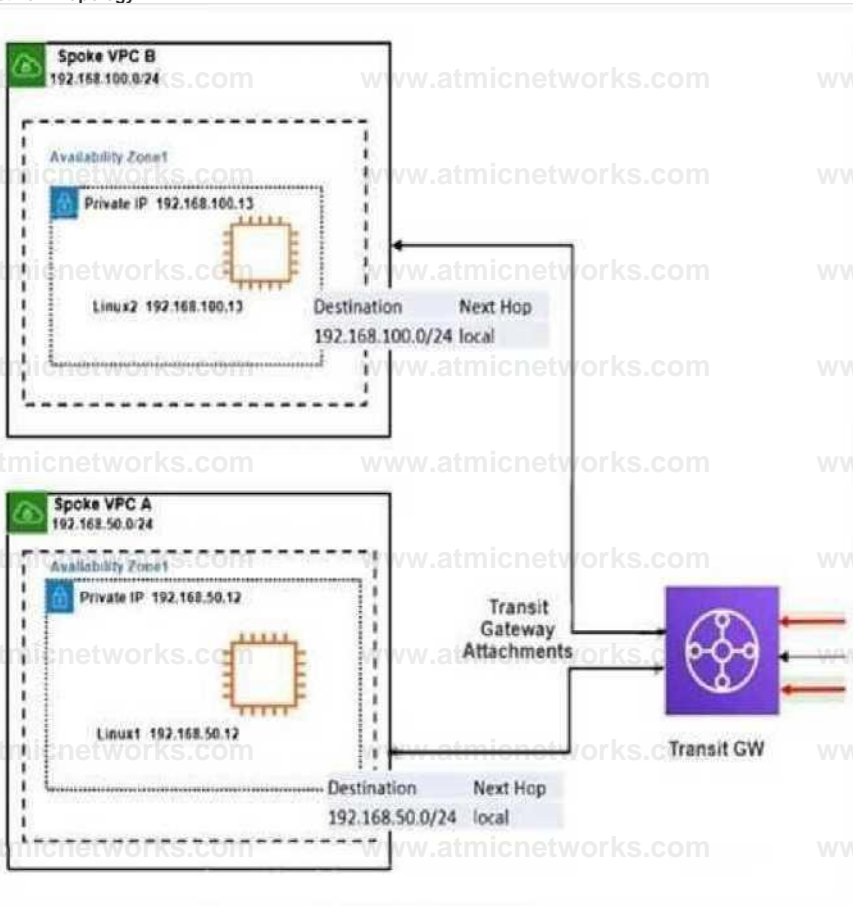 Spoke VPC B
192.168.100.0/24
www.atmicnetworks.com
Availability Zone1
Private IP 192.168.100.13
Linux2 192.168.100.13
Destination Next Hop
192.168.100.0/24 local
Spoke VPC A
192.168.50.0/24
Availability Zone1
Private IP 192.168.50.12
Linux1 192.168.50.12
Destination Next Hop
192.168.50.0/24 local
Transit
Gateway
Attachments
Transit GW